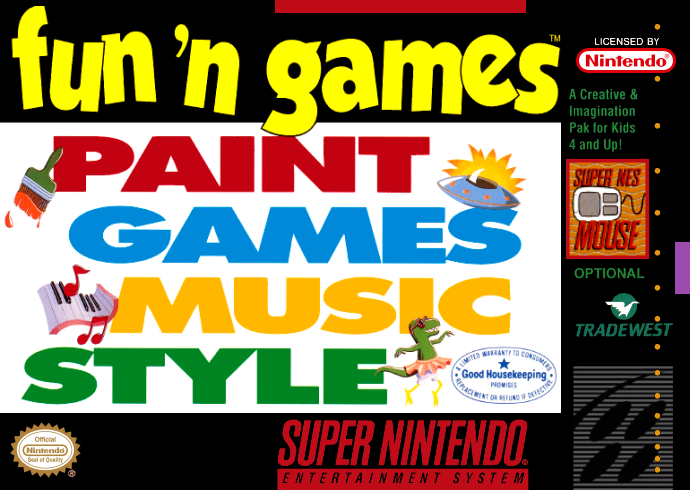 fun 'n games™
LICENSED BY
Nintendo®
A Creative &
Imagination
Pak for Kids
4 and Up!
PAINT
GAMES
MUSIC
STYLE
SUPER NES
MOUSE
OPTIONAL
TRADEWEST
A LIMITED WARRANTY TO CONSUMERS
Good Housekeeping
PROMISES
REPLACEMENT OR REFUND IF DEFECTIVE
Official
Nintendo
Seal of Quality
®
SUPER NINTENDO®
ENTERTAINMENT SYSTEM